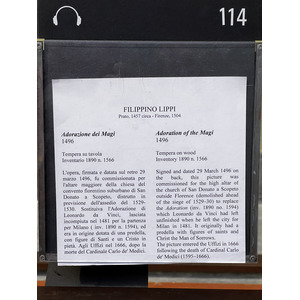 114
FILIPPINO LIPPI
Prato, 1457 circa - Firenze, 1504
Adorazione dei Magi
1496
Tempera su tavola
Inventario 1890 n. 1566
L'opera, firmata e datata sul retro 29
marzo 1496, fu commissionata per
l'altare maggiore della chiesa del
convento fiorentino suburbano di San
Donato a Scopeto, distrutto in
previsione dell'assedio del 1529-
1530. Sostituiva l'Adorazione di
Leonardo da Vinci, lasciata
incompiuta nel 1481 per la partenza
per Milano ( inv. 1890 n. 1594), ed
era in origine dotata di una predella,
con figure di Santi e un Cristo in
pietà. Agli Uffizi nel 1666, dopo la
morte del Cardinale Carlo de' Medici.
Adoration of the Magi
1496
Tempera on wood
Inventory 1890 n. 1566
Signed and dated 29 March 1496 on
the back, this picture was
commissioned for the high altar of
the church of San Donato a Scopeto
outside Florence (demolished ahead
of the siege of 1529-30) to replace
the Adoration (inv. 1890 no. 1594)
which Leonardo da Vinci had left
unfinished when he left the city for
Milan in 1481. It originally had a
predella with figures of saints and
Christ the Man of Sorrows.
The picture entered the Uffizi in 1666
following the death of Cardinal Carlo
de' Medici (1595-1666).